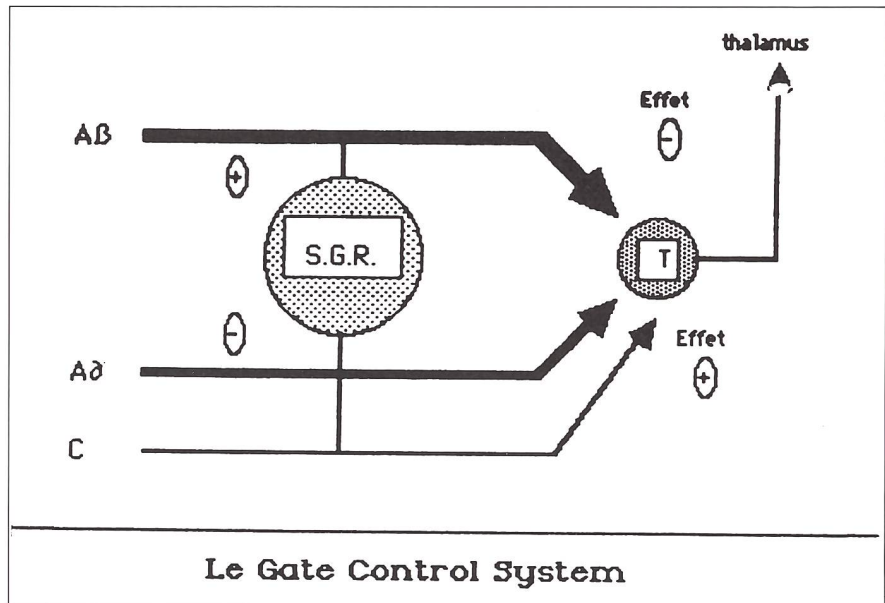 thalamus
Effet
-
Aß
+
S.G.R.
T
-
Effet
+
A∂
C
Le Gate Control System